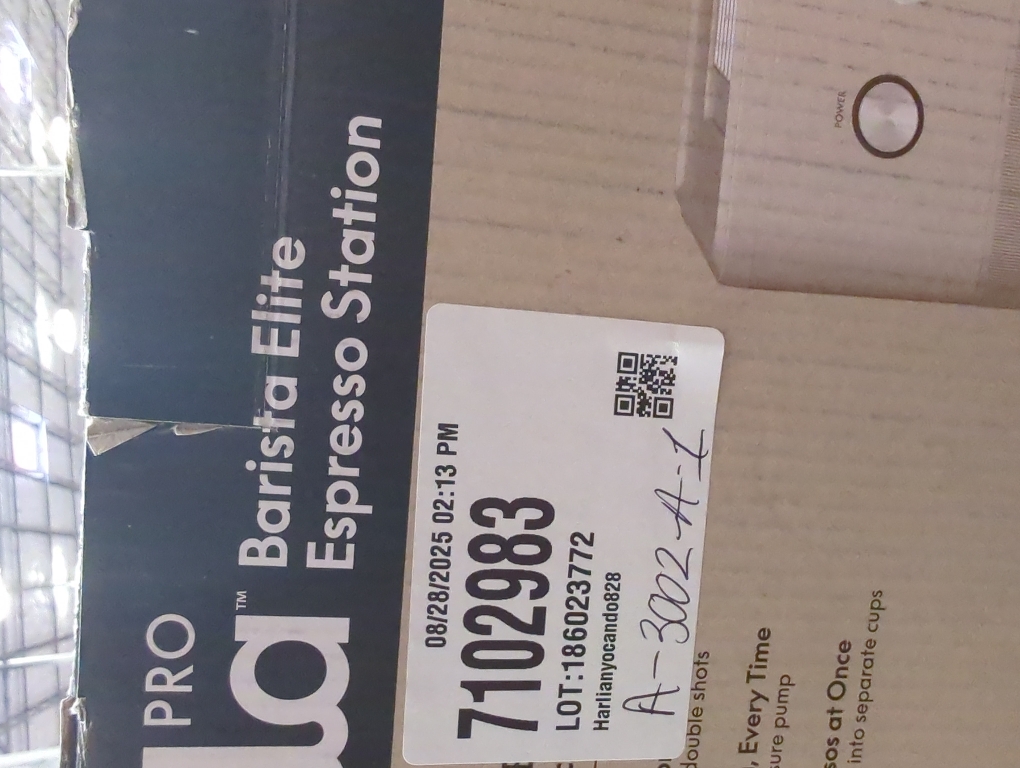 PRO
la™ Barista Elite
Espresso Station
08/28/2025 02:13 PM
7102983
LOT:186023772
Harlianyocando828
A-3002-A-1
double shots
, Every Time
sure pump
sos at Once
into separate cups
POWER